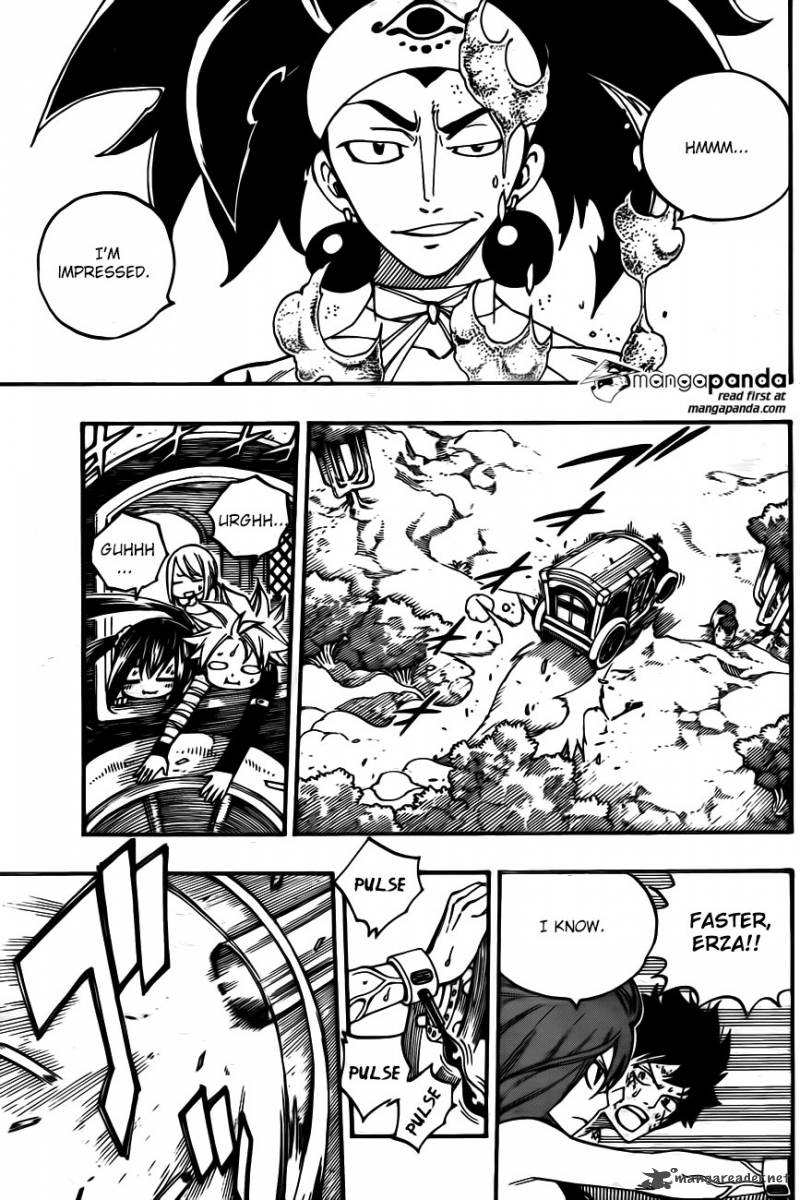 HMMM...
I'M
IMPRESSED.
mangapanda
read first at
mangapanda.com
URGHH...
GUHHH
...
FASTER,
ERZA!!
I KNOW.
PULSE
PULSE
PULSE
mangareader.net